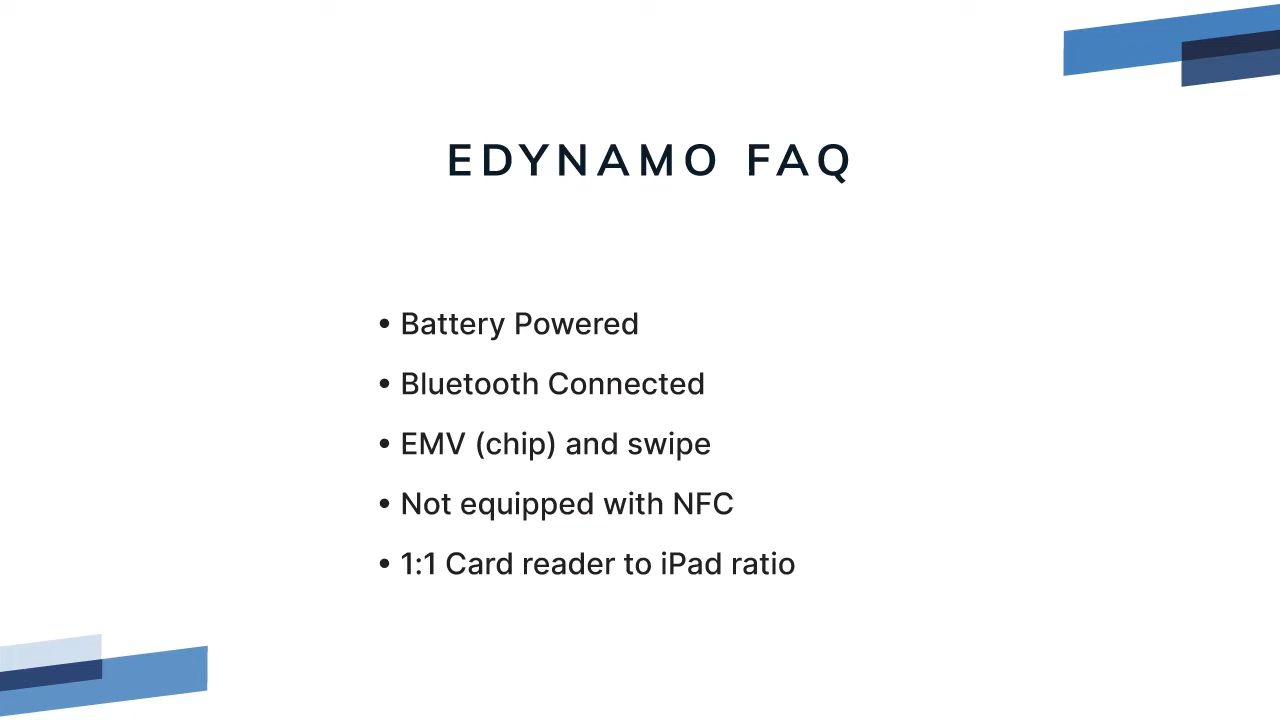 EDYNAMO FAQ
• Battery Powered
• Bluetooth Connected
• EMV (chip) and swipe
• Not equipped with NFC
• 1:1 Card reader to iPad ratio